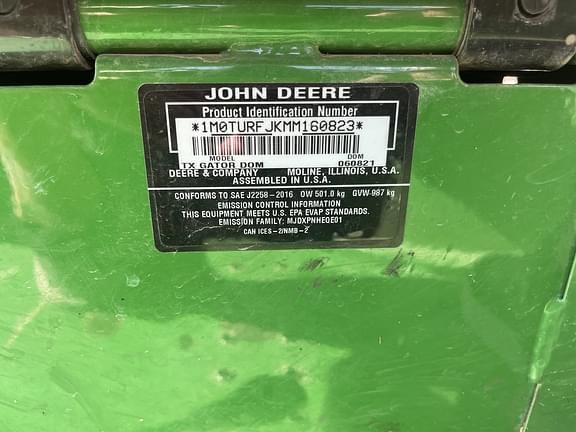 JOHN DEERE
Product Identification Number
*1M0TURFJKMM160823*
MODEL DOM
TX GATOR DOM 060821
DEERE & COMPANY MOLINE, ILLINOIS, U.S.A.
ASSEMBLED IN U.S.A.
CONFORMS TO SAE J2258-2016 OW 501.0 kg GVW-987 kg
EMISSION CONTROL INFORMATION
THIS EQUIPMENT MEETS U.S. EPA EVAP STANDARDS.
EMISSION FAMILY: MJDXPNHEQE01
CAN ICES-2/NMB-2